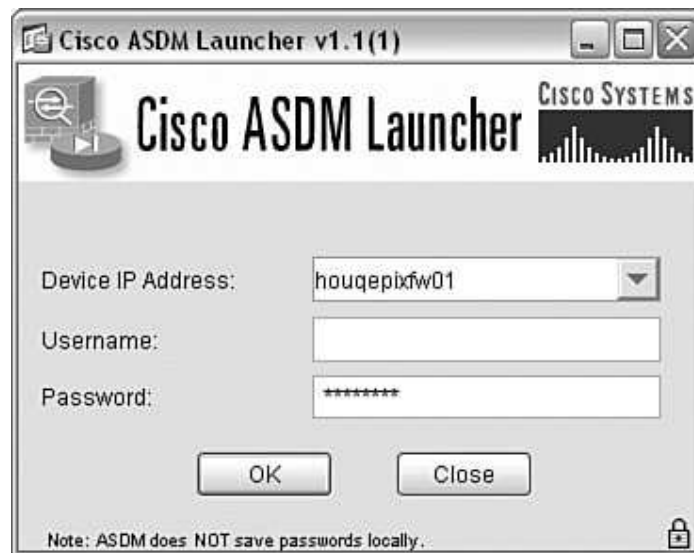 Cisco ASDM Launcher v1.1(1)
Cisco ASDM Launcher
CISCO SYSTEMS
Device IP Address:
houqepixfw01
Username:
Password:
********
OK
Close
Note: ASDM does NOT save passwords locally.